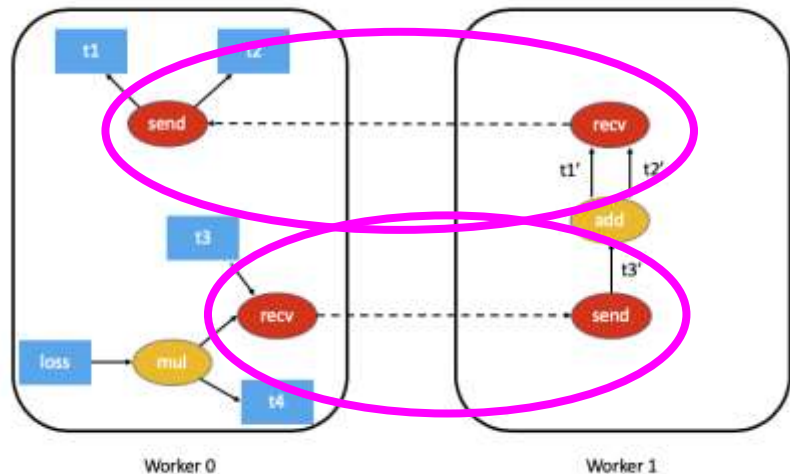 t1
t2
send
recv
t1'
t2'
add
t3
t3'
recv
send
loss
mul
t4
Worker 0
Worker 1